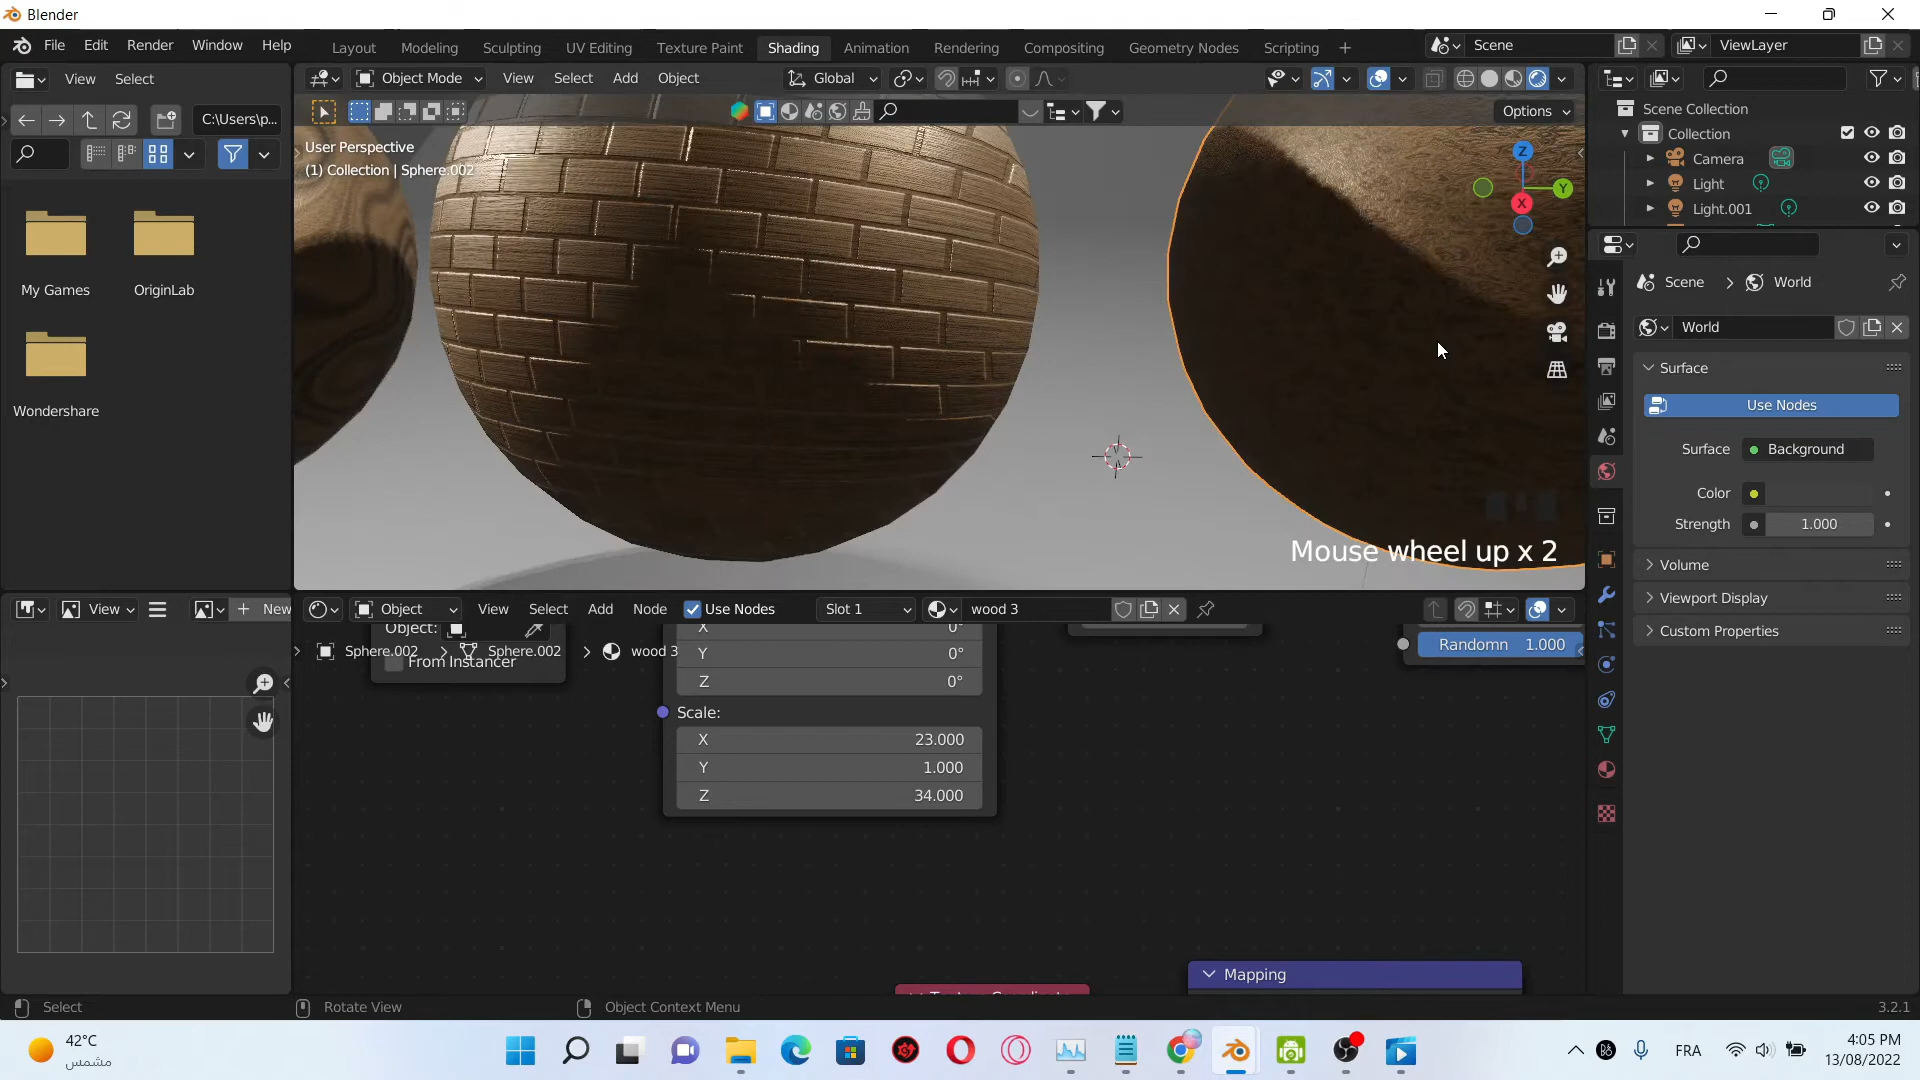 Blender
File Edit Render Window Help
Layout Modeling Sculpting UV Editing Texture Paint Shading Animation Rendering Compositing Geometry Nodes Scripting +
Scene
ViewLayer
View Select
Object Mode View Select Add Object Global
Options
C:\Users\p...
My Games
OriginLab
Wondershare
User Perspective
(1) Collection | Sphere.002
Z
Y
X
Mouse wheel up x 2
Scene Collection
Collection
Camera
Light
Light.001
Scene > World
World
Surface
Use Nodes
Surface Background
Color
Strength 1.000
Volume
Viewport Display
Custom Properties
View + New
Object View Select Add Node Use Nodes Slot 1 wood 3
Object:
Sphere.002 > Sphere.002 > wood 3
From Instancer
X 0°
Y 0°
Z 0°
Scale:
X 23.000
Y 1.000
Z 34.000
Randomn 1.000
Mapping
Texture Coordinate
Select Rotate View Object Context Menu 3.2.1
42°C
مشمس
FRA
4:05 PM
13/08/2022